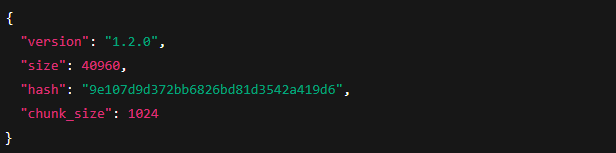 {
  "version": "1.2.0",
  "size": 40960,
  "hash": "9e107d9d372bb6826bd81d3542a419d6",
  "chunk_size": 1024
}